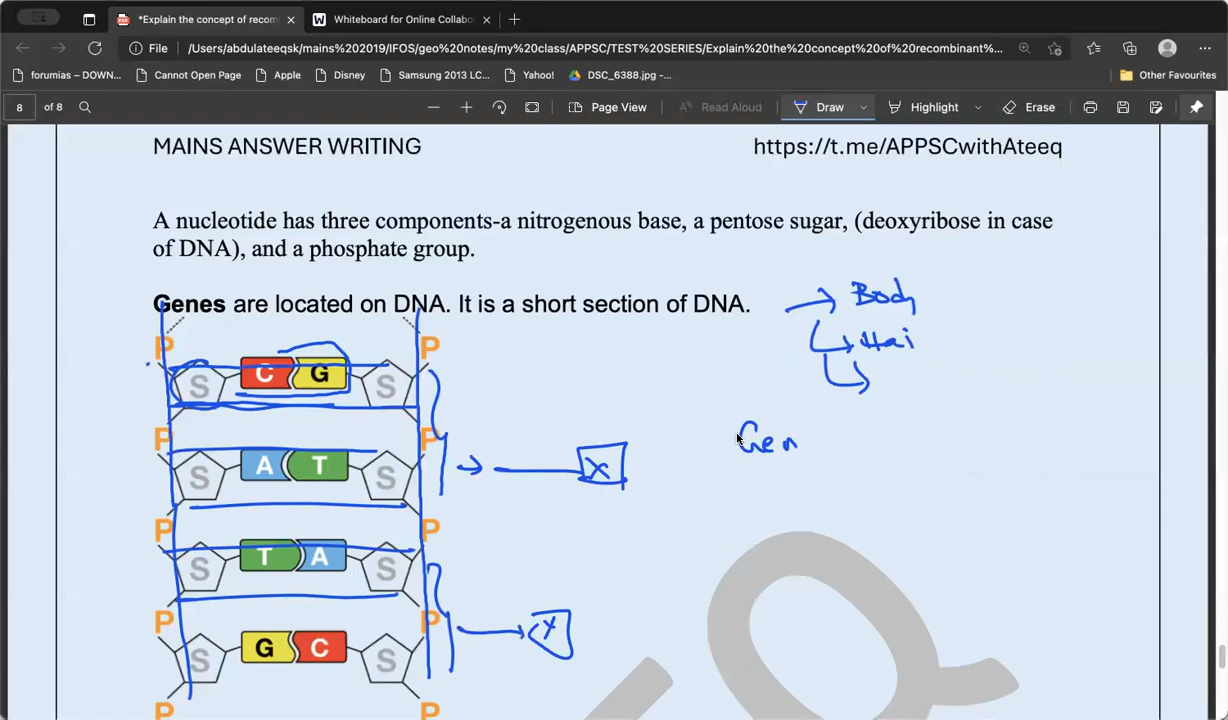 *Explain the concept of recom
Whiteboard for Online Collabo
File
/Users/abdulateeqsk/mains%202019/IFOS/geo%20notes/my%20class/APPSC/TEST%20SERIES/Explain%20the%20concept%20of%20recombinant%...
forumias – DOWN...
Cannot Open Page
Apple
Disney
Samsung 2013 LC...
Yahoo!
DSC_6388.jpg -...
Other Favourites
8 of 8
Page View
Read Aloud
Draw
Highlight
Erase
MAINS ANSWER WRITING
https://t.me/APPSCwithAteeq
A nucleotide has three components-a nitrogenous base, a pentose sugar, (deoxyribose in case
of DNA), and a phosphate group.
Genes are located on DNA. It is a short section of DNA.
Body
Hai
P P
S C G S
Gen
P P
S A T S
X
P P
S T A S
P P
Y
S G C S
P P